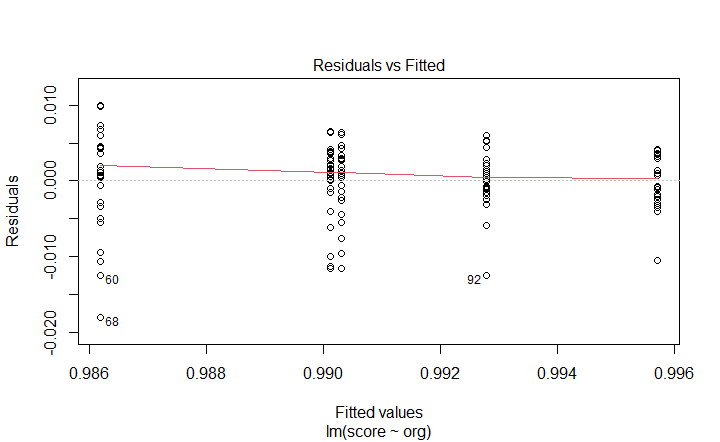 Residuals vs Fitted
Residuals
0.010
0.000
-0.010
-0.020
60
68
92
0.986 0.988 0.990 0.992 0.994 0.996
Fitted values
lm(score ~ org)